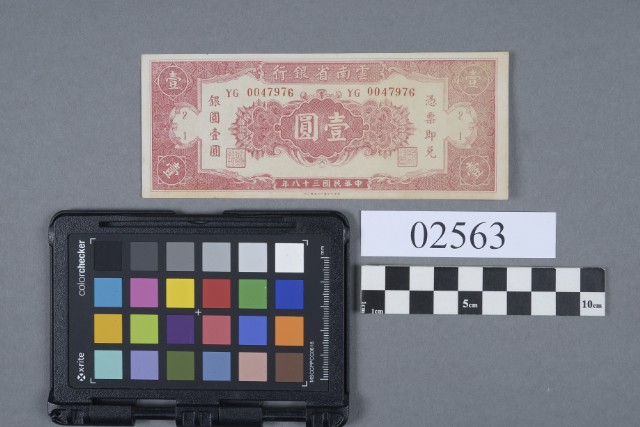 雲南省銀行
壹
壹
YG 0047976
YG 0047976
憑票即兌
壹圓
銀圓壹圓
中華民國三十八年
02563
colorchecker
x-rite
1cm
5cm
10cm